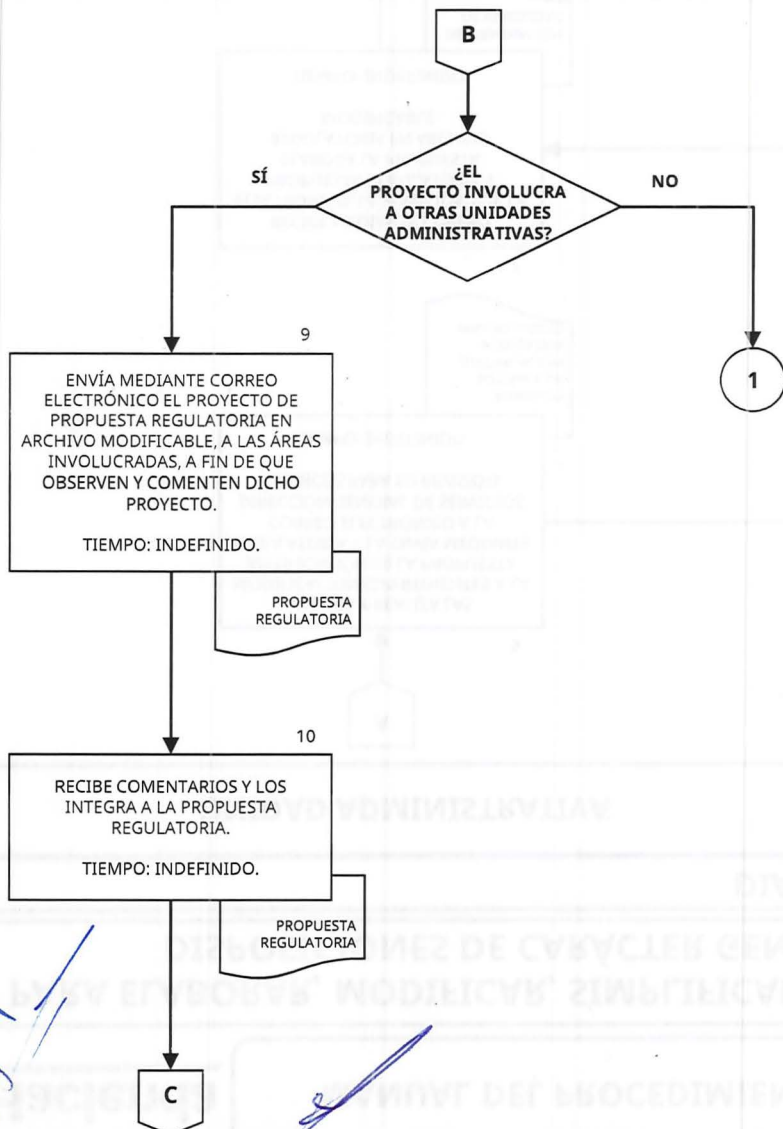 B
¿EL
PROYECTO INVOLUCRA
A OTRAS UNIDADES
ADMINISTRATIVAS?
SÍ
NO
1
9
ENVÍA MEDIANTE CORREO
ELECTRÓNICO EL PROYECTO DE
PROPUESTA REGULATORIA EN
ARCHIVO MODIFICABLE, A LAS ÁREAS
INVOLUCRADAS, A FIN DE QUE
OBSERVEN Y COMENTEN DICHO
PROYECTO.
TIEMPO: INDEFINIDO.
PROPUESTA
REGULATORIA
10
RECIBE COMENTARIOS Y LOS
INTEGRA A LA PROPUESTA
REGULATORIA.
TIEMPO: INDEFINIDO.
PROPUESTA
REGULATORIA
C